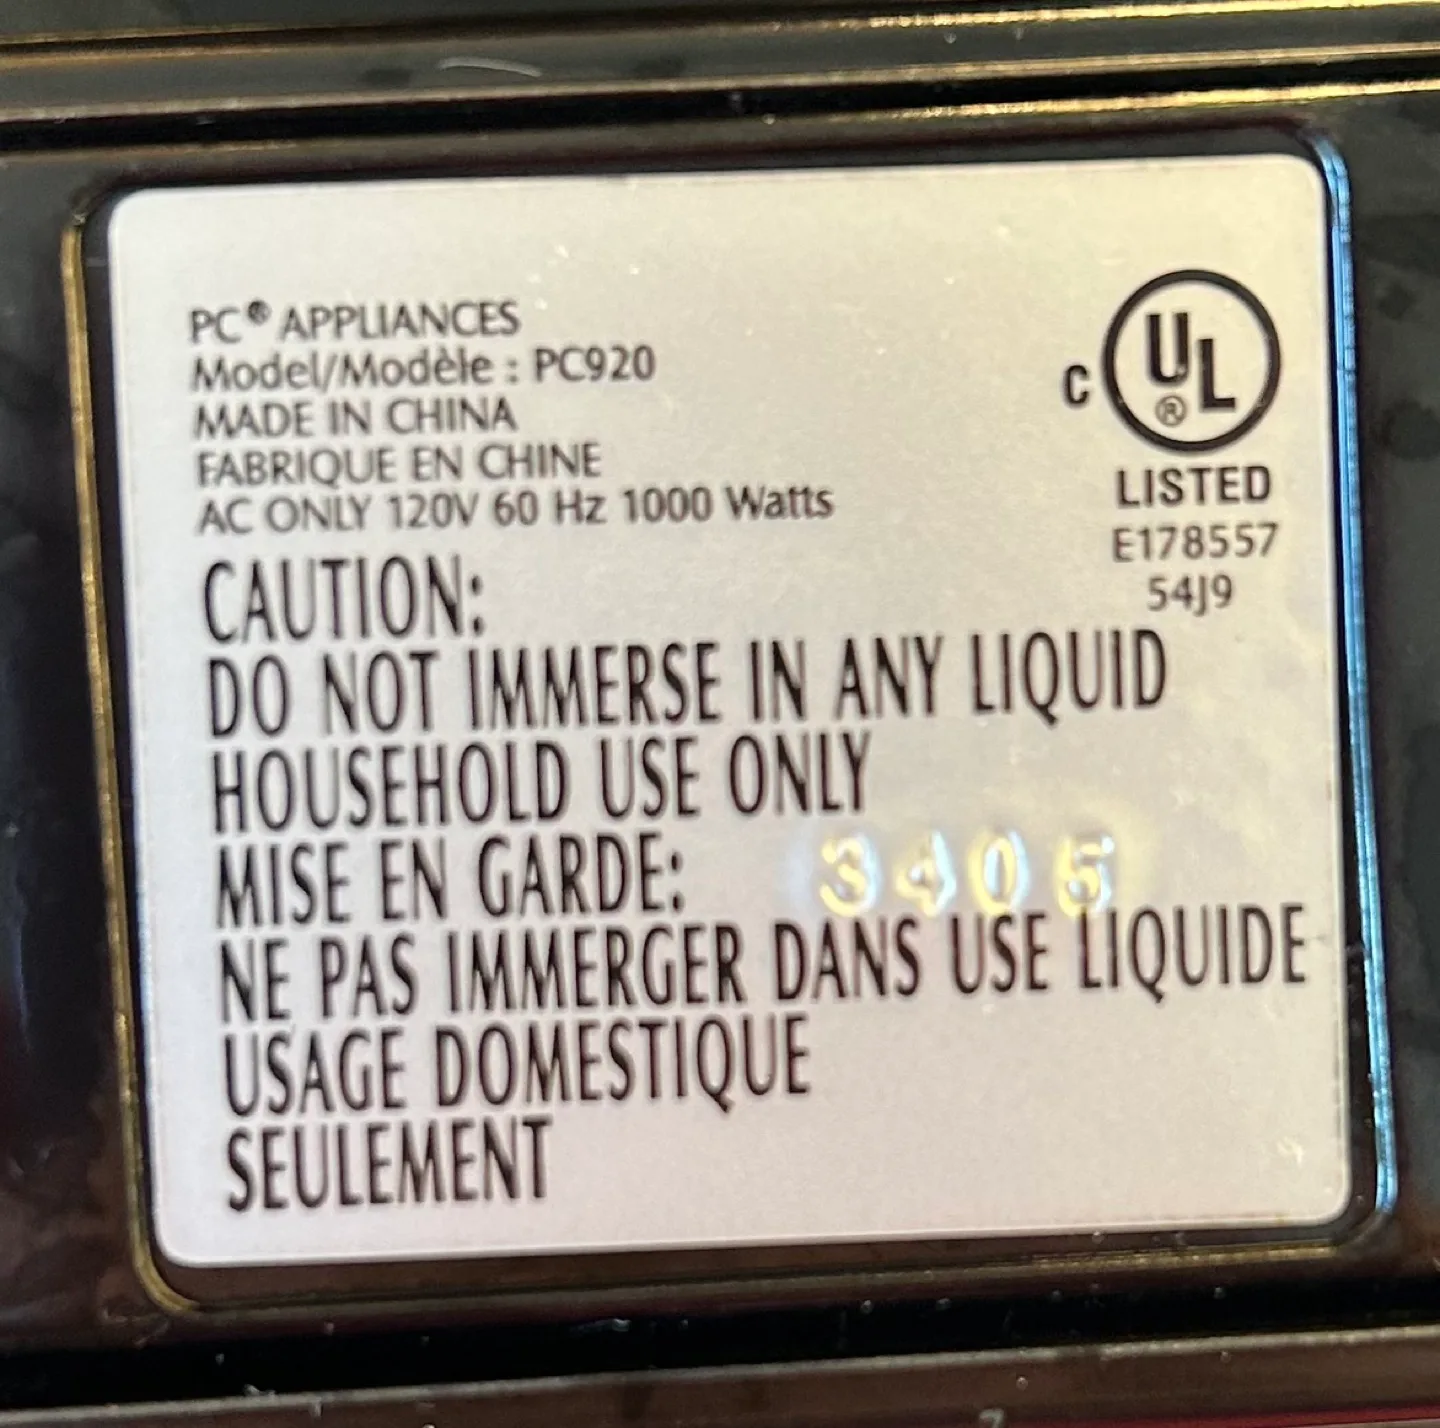 PC® APPLIANCES
Model/Modèle : PC920
MADE IN CHINA
FABRIQUE EN CHINE
AC ONLY 120V 60 Hz 1000 Watts
C UL®
LISTED
E178557
54J9
CAUTION:
DO NOT IMMERSE IN ANY LIQUID
HOUSEHOLD USE ONLY
MISE EN GARDE: 3405
NE PAS IMMERGER DANS USE LIQUIDE
USAGE DOMESTIQUE
SEULEMENT